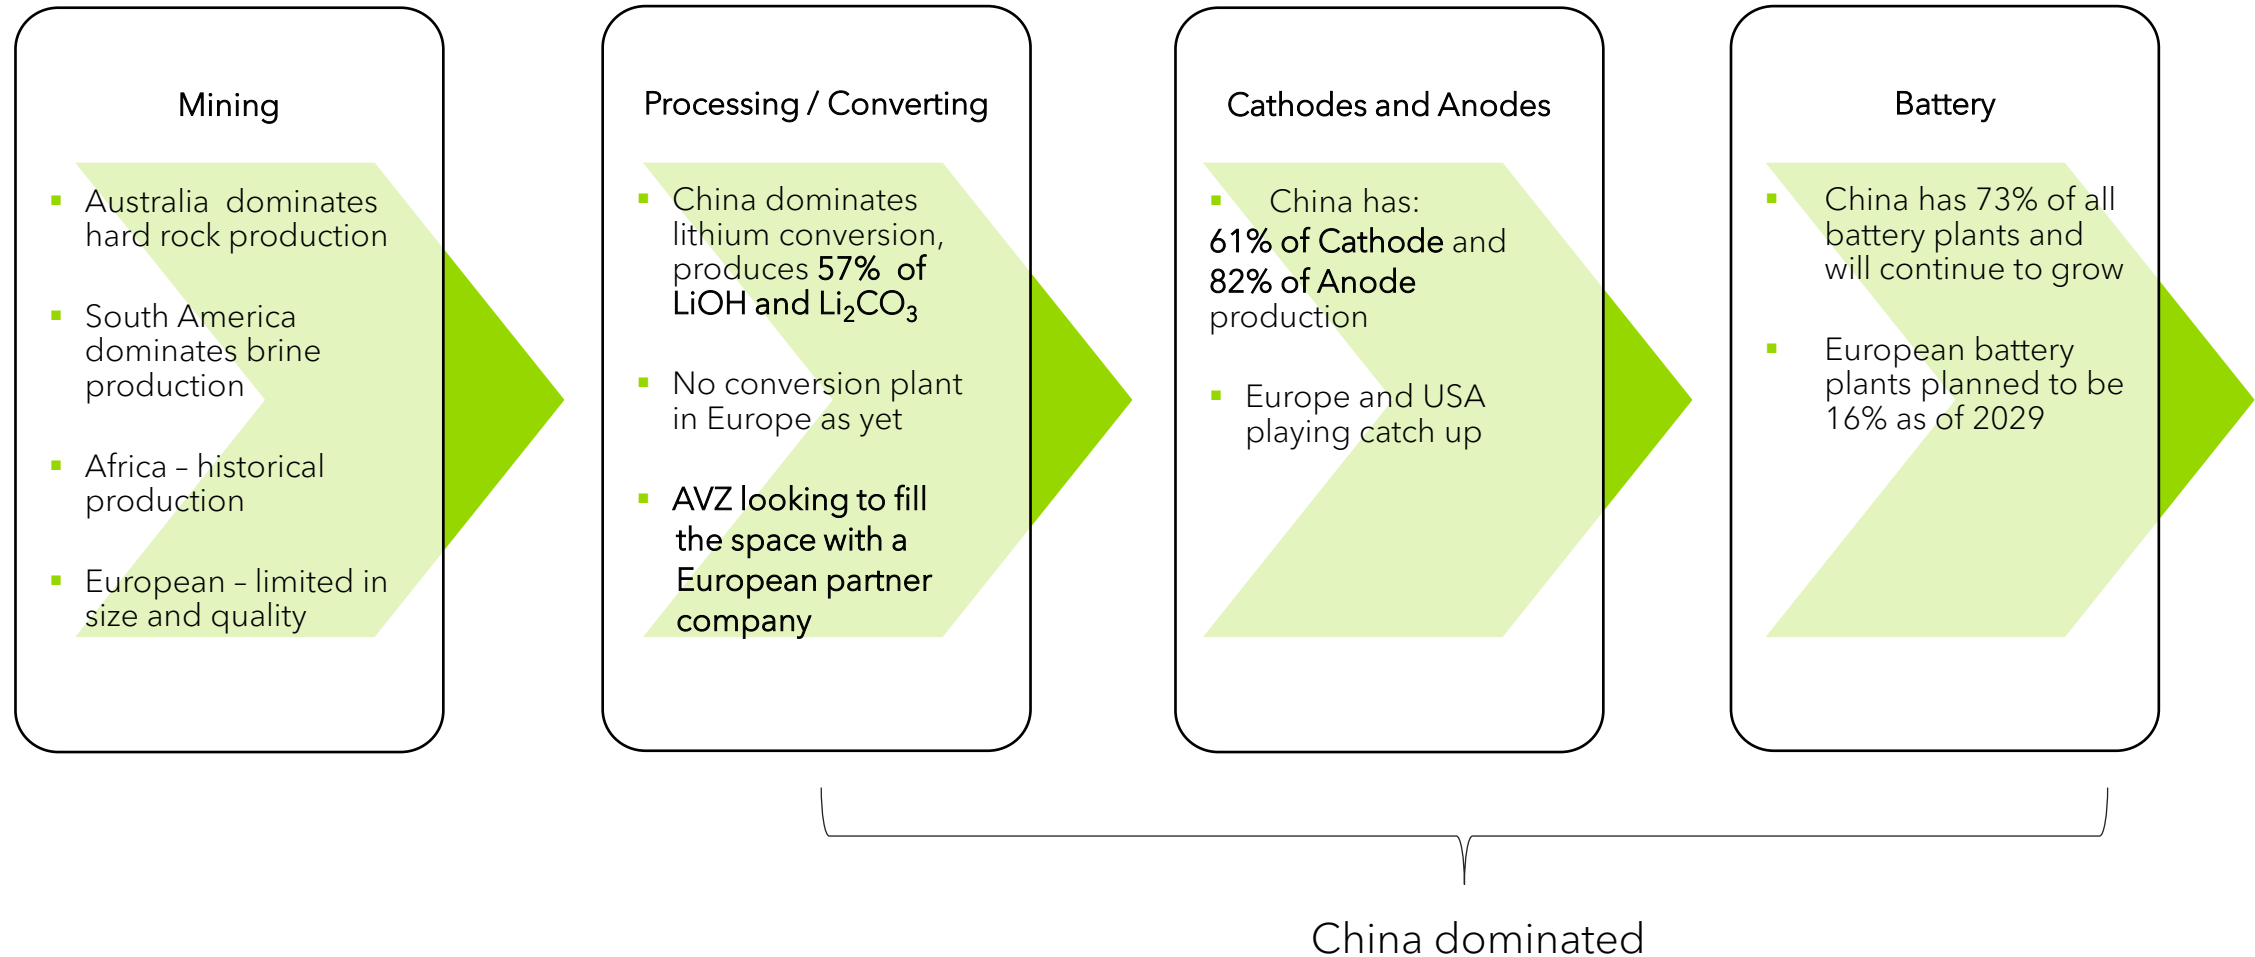 Mining
▪ Australia  dominates
hard rock production
▪ South America
dominates brine
production
▪ Africa – historical
production
▪ European – limited in
size and quality
Processing / Converting
▪ China dominates
lithium conversion,
produces 57%  of
LiOH and Li₂CO₃
▪ No conversion plant
in Europe as yet
▪ AVZ looking to fill
the space with a
European partner
company
Cathodes and Anodes
▪ China has:
61% of Cathode and
82% of Anode
production
▪ Europe and USA
playing catch up
Battery
▪ China has 73% of all
battery plants and
will continue to grow
▪ European battery
plants planned to be
16% as of 2029
China dominated